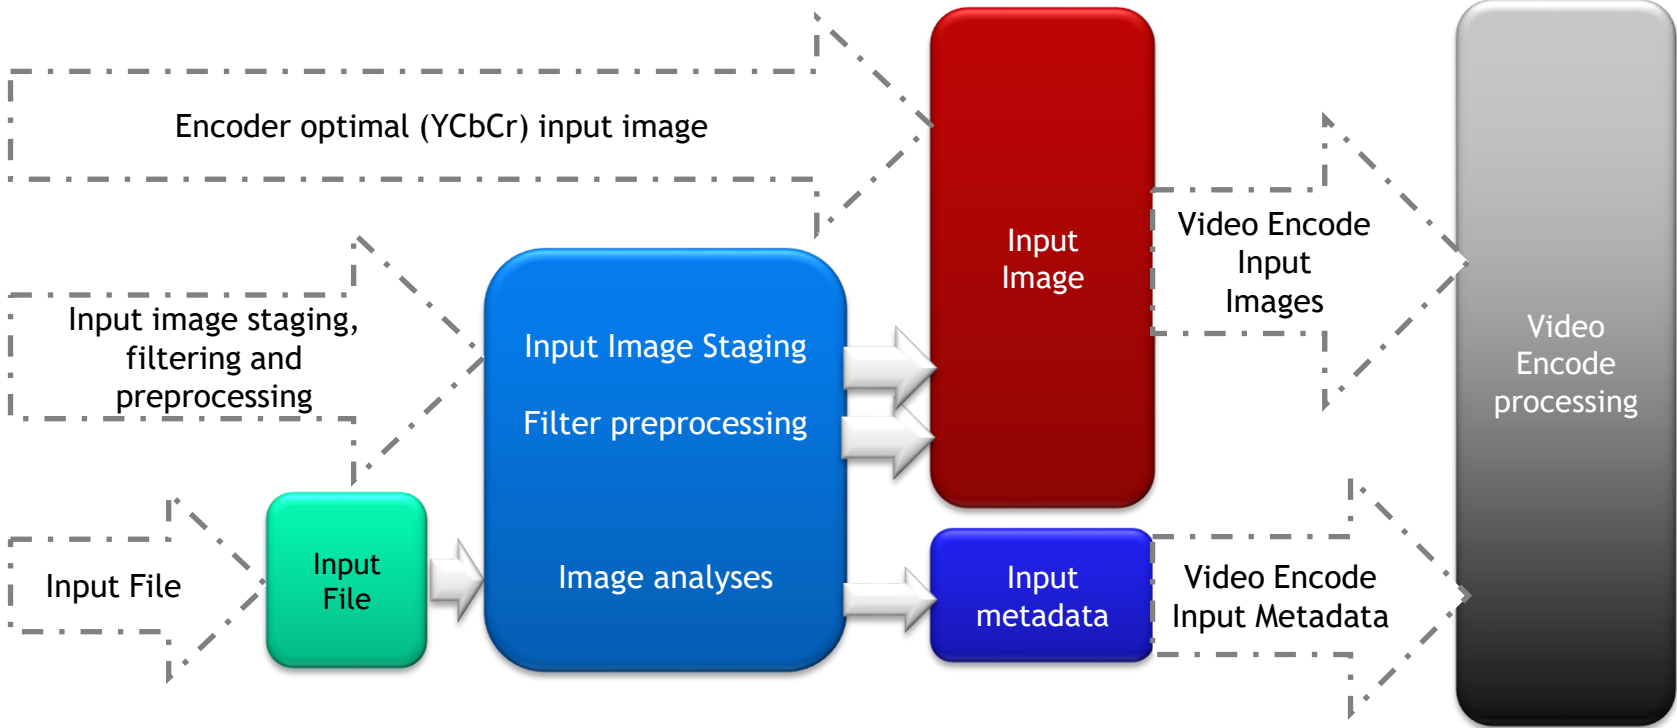 Encoder optimal (YCbCr) input image
Input image staging,
filtering and
preprocessing
Input File
Input
File
Input Image Staging
Filter preprocessing
Image analyses
Input
Image
Input
metadata
Video Encode
Input
Images
Video Encode
Input Metadata
Video
Encode
processing